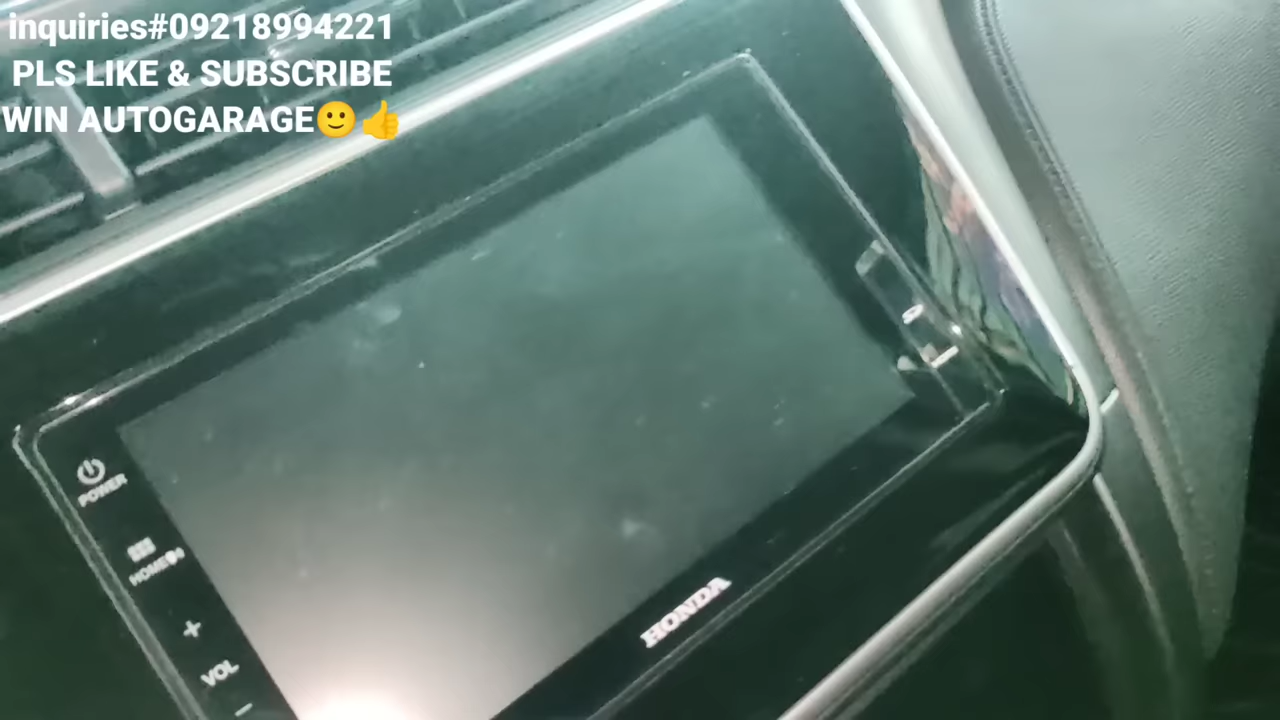 inquiries#09218994221
PLS LIKE & SUBSCRIBE
WIN AUTOGARAGE🙂👍
POWER
HOME
+
VOL
−
HONDA